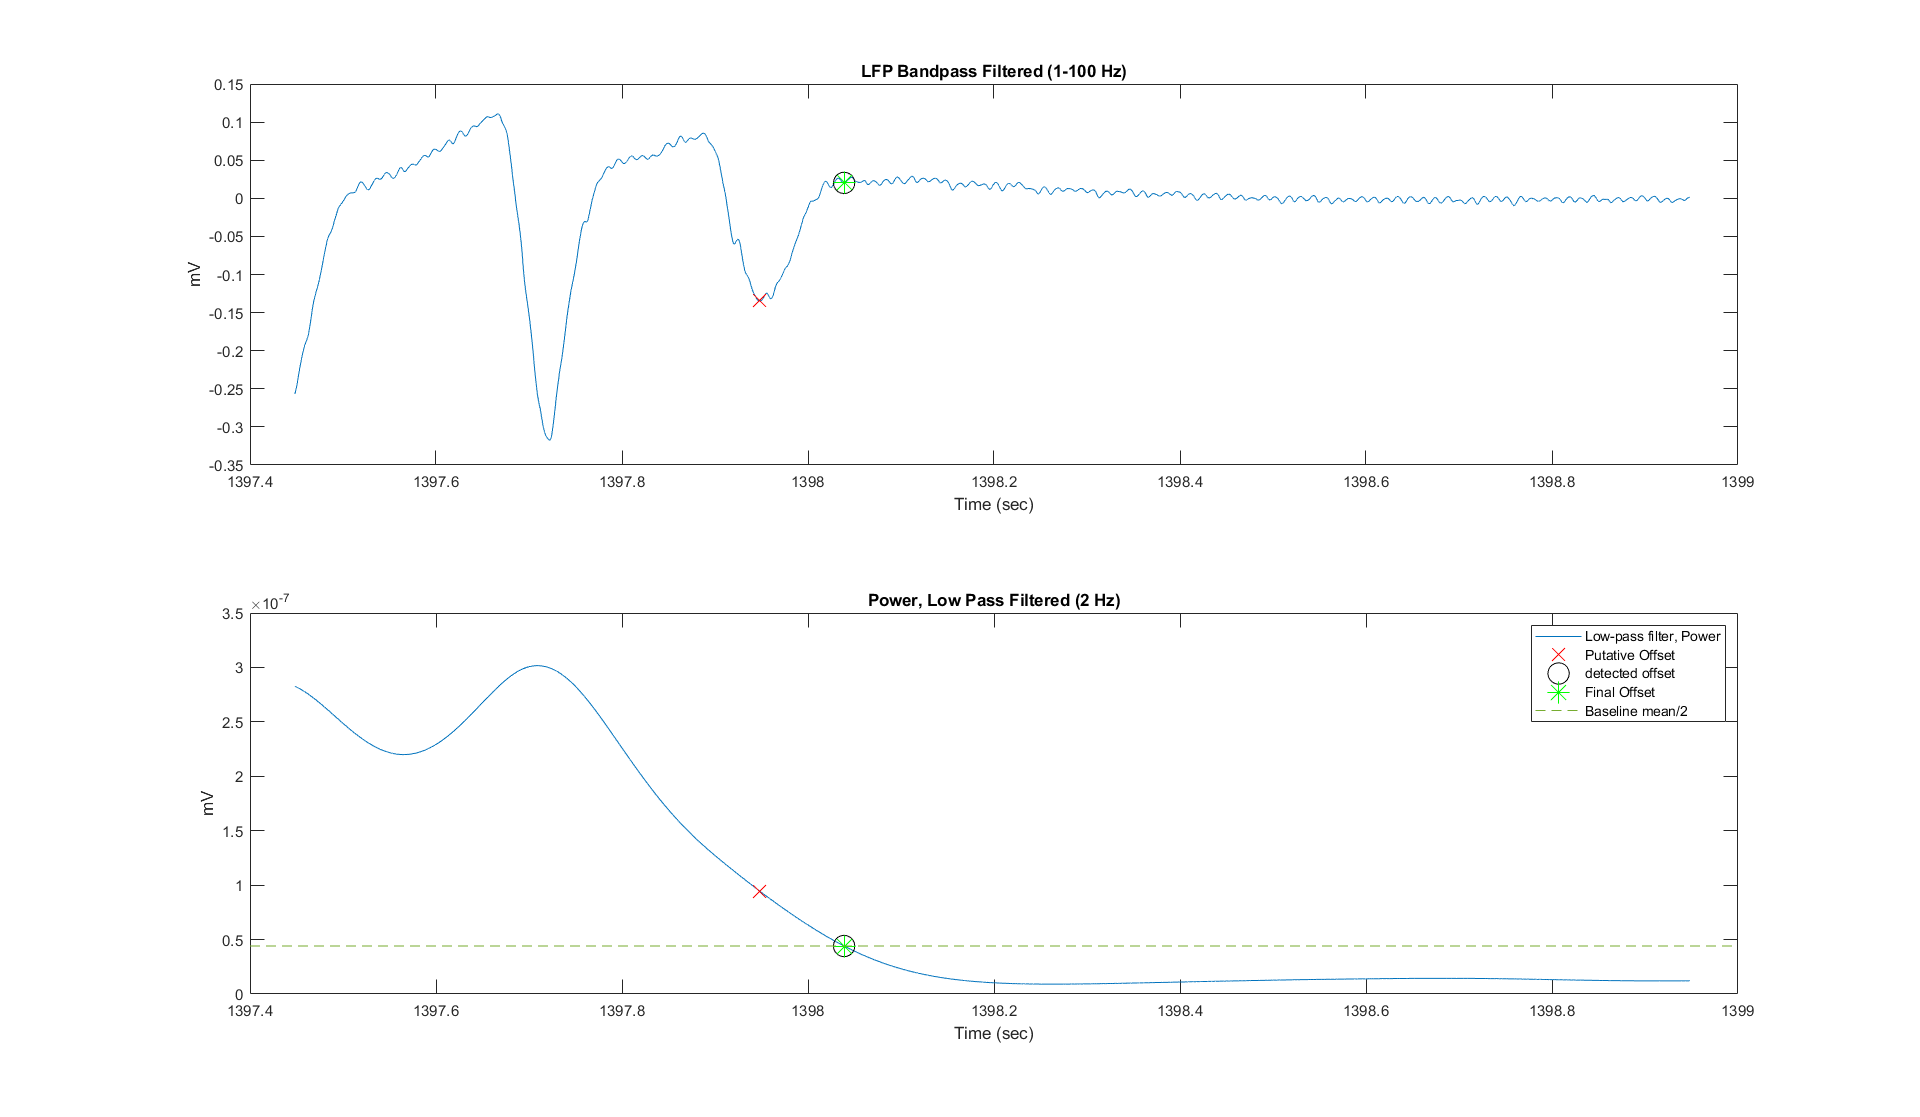 LFP Bandpass Filtered (1-100 Hz)
0.15
0.1
0.05
0
-0.05
-0.1
-0.15
-0.2
-0.25
-0.3
-0.35
mV
1397.4 1397.6 1397.8 1398 1398.2 1398.4 1398.6 1398.8 1399
Time (sec)
Power, Low Pass Filtered (2 Hz)
×10-7
3.5
3
2.5
2
1.5
1
0.5
0
mV
Low-pass filter, Power
Putative Offset
detected offset
Final Offset
Baseline mean/2
1397.4 1397.6 1397.8 1398 1398.2 1398.4 1398.6 1398.8 1399
Time (sec)